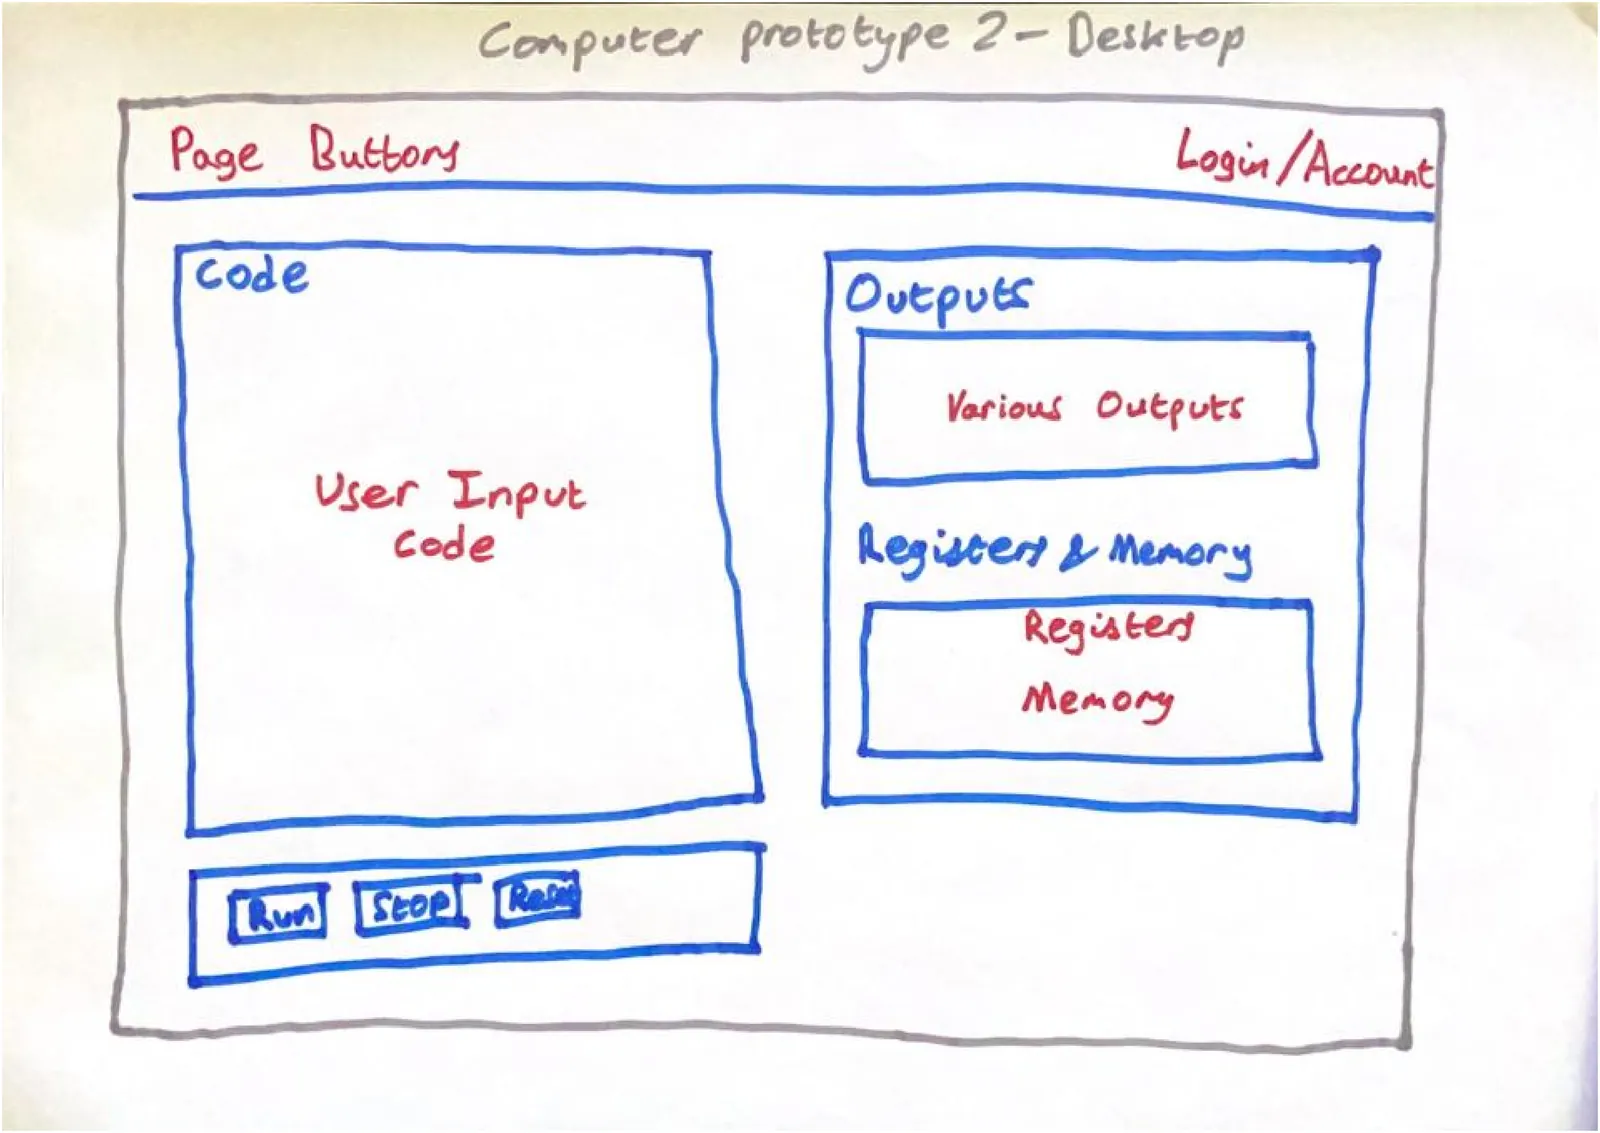 Computer prototype 2 - Desktop
Page Buttons
Login/Account
Code
User Input
Code
Run
Stop
Outputs
Various Outputs
Registers & Memory
Registers
Memory